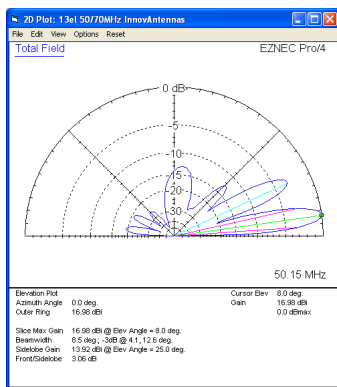 2D Plot: 13el 50/70MHz InnovAntennas
File Edit View Options Reset
Total Field
EZNEC Pro/4
0 dB
-5
-10
-15
-20
-30
50.15 MHz
Elevation Plot
Cursor Elev 8.0 deg.
Azimuth Angle 0.0 deg.
Gain 16.98 dBi
Outer Ring 16.98 dBi
0.0 dBmax
Slice Max Gain 16.98 dBi @ Elev Angle = 8.0 deg.
Beamwidth 8.5 deg.; -3dB @ 4.1, 12.6 deg.
Sidelobe Gain 13.92 dBi @ Elev Angle = 25.0 deg.
Front/Sidelobe 3.06 dB